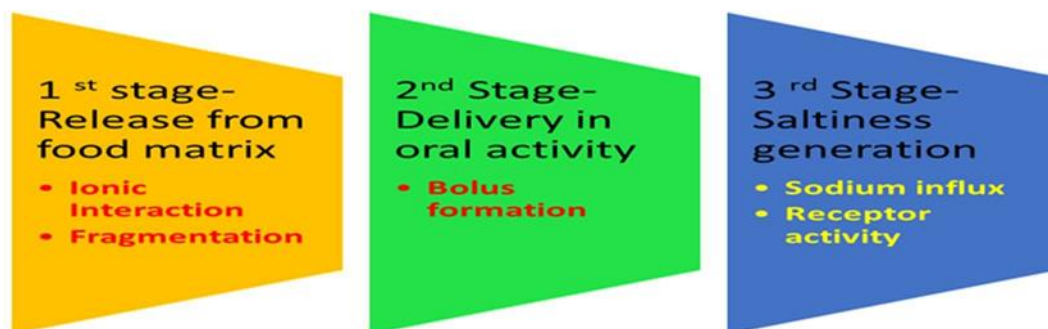 1 st stage-
Release from
food matrix
• Ionic
Interaction
• Fragmentation
2nd Stage-
Delivery in
oral activity
• Bolus
formation
3 rd Stage-
Saltiness
generation
• Sodium influx
• Receptor
activity